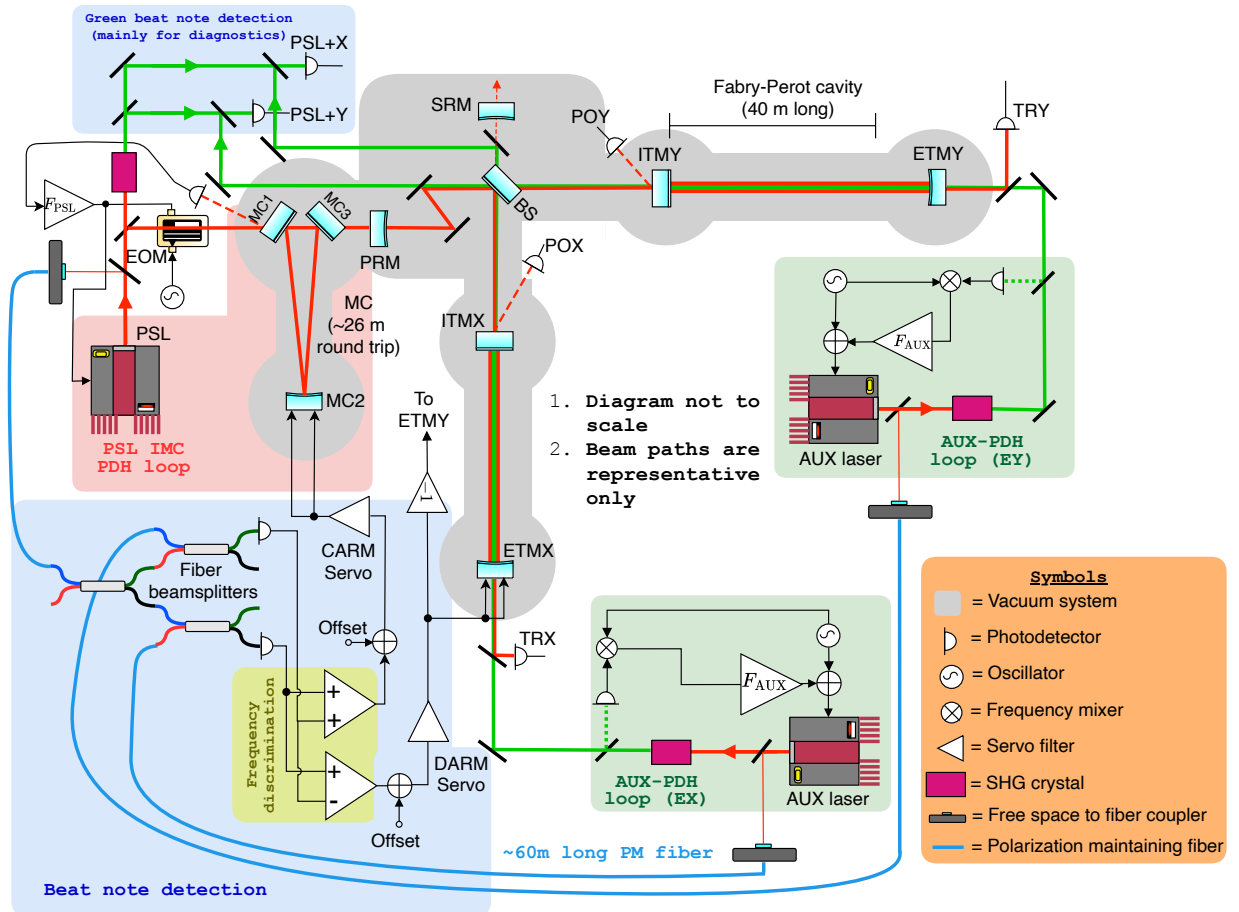 Green beat note detection
(mainly for diagnostics)
PSL+X
PSL+Y
SRM
POY
ITMY
Fabry-Perot cavity
(40 m long)
ETMY
TRY
F_PSL
MC1
MC3
BS
EOM
PRM
POX
PSL
MC
(~26 m
round trip)
ITMX
MC2
PSL IMC
PDH loop
To
ETMY
-1
1. Diagram not to
scale
2. Beam paths are
representative
only
F_AUX
AUX laser
AUX-PDH
loop (EY)
CARM
Servo
ETMX
Fiber
beamsplitters
Offset
TRX
+
+
+
-
Frequency
discrimination
DARM
Servo
Offset
F_AUX
AUX-PDH
loop (EX)
AUX laser
~60m long PM fiber
Beat note detection
Symbols
= Vacuum system
= Photodetector
= Oscillator
= Frequency mixer
= Servo filter
= SHG crystal
= Free space to fiber coupler
= Polarization maintaining fiber